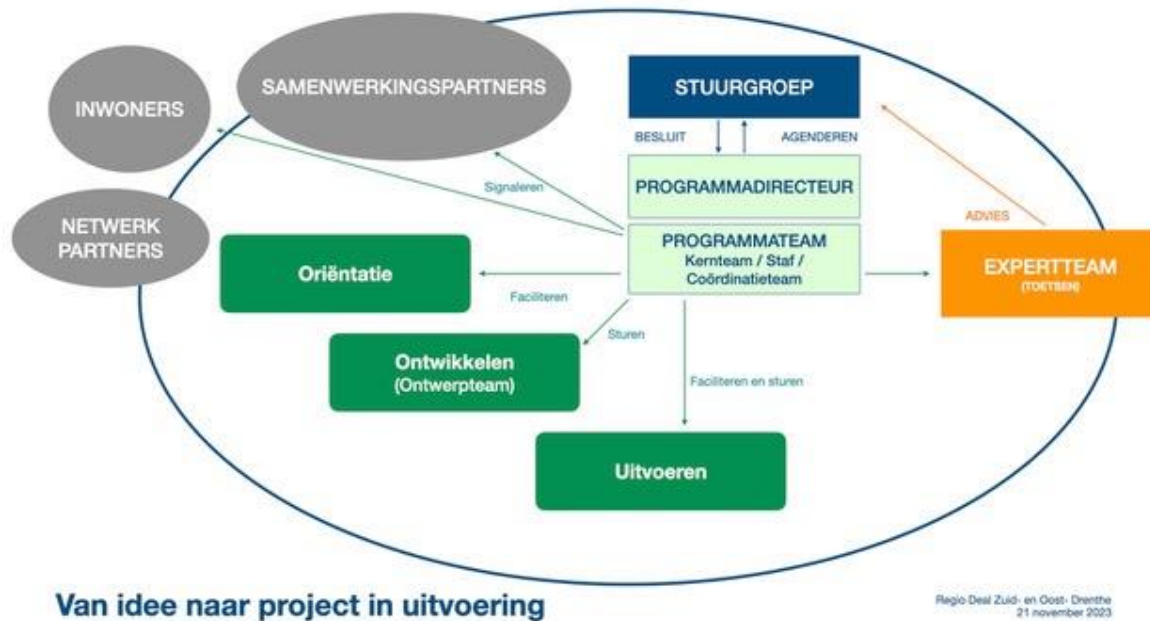 SAMENWERKINGSPARTNERS
INWONERS
NETWERK
PARTNERS
STUURGROEP
BESLUIT
AGENDEREN
PROGRAMMADIRECTEUR
Signaleren
PROGRAMMATEAM
Kernteam / Staf /
Coördinatieteam
ADVIES
EXPERTTEAM
(TOETSEN)
Oriëntatie
Faciliteren
Sturen
Ontwikkelen
(Ontwerpteam)
Faciliteren en sturen
Uitvoeren
Van idee naar project in uitvoering
Regio Deal Zuid- en Oost- Drenthe
21 november 2023